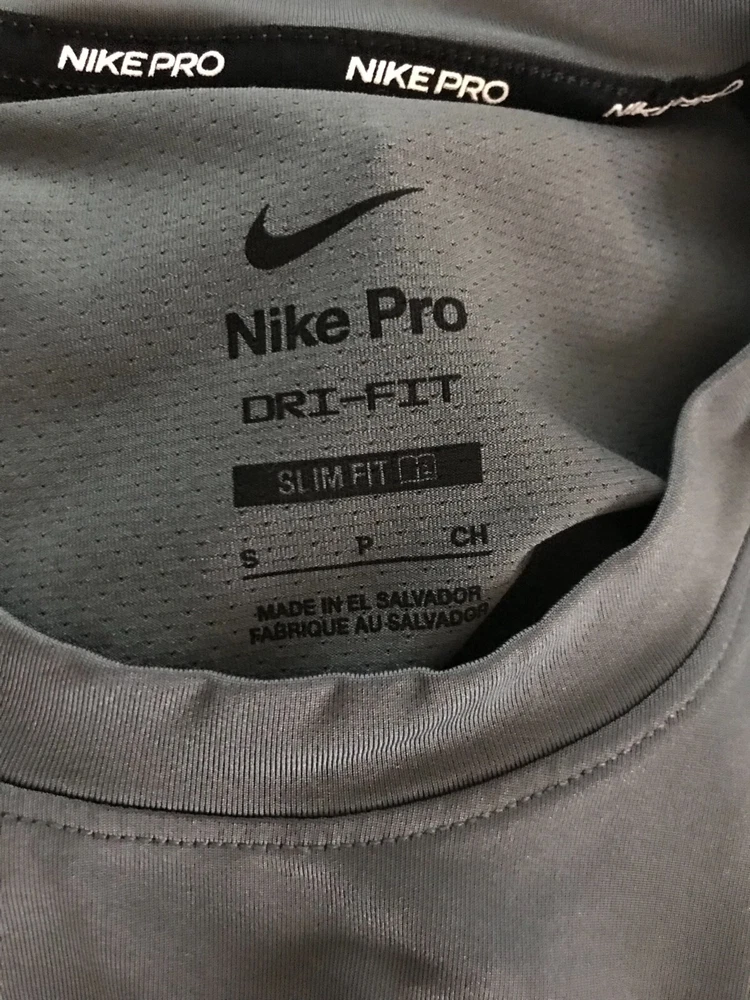 NIKE PRO NIKE PRO
Nike Pro
DRI-FIT
SLIM FIT
S P CH
MADE IN EL SALVADOR
FABRIQUE AU SALVADOR